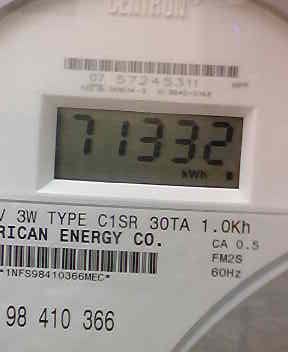 CENTRON
07 57245311
71332
kWh
V 3W TYPE C1SR 30TA 1.0Kh
RICAN ENERGY CO.
CA 0.5
FM2S
60Hz
*1NFS98410366MEC*
98 410 366